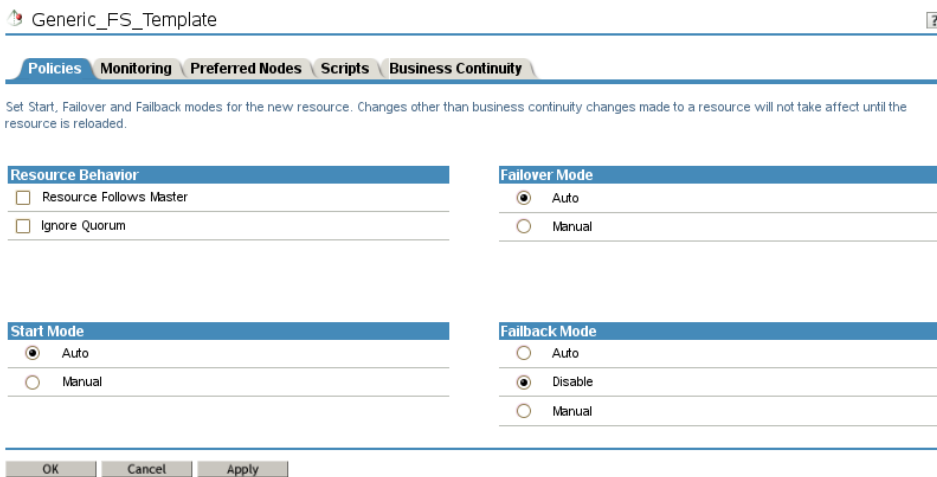 Generic_FS_Template
?
Policies Monitoring Preferred Nodes Scripts Business Continuity
Set Start, Failover and Failback modes for the new resource. Changes other than business continuity changes made to a resource will not take affect until the
resource is reloaded.
Resource Behavior
Resource Follows Master
Ignore Quorum
Failover Mode
Auto
Manual
Start Mode
Auto
Manual
Failback Mode
Auto
Disable
Manual
OK Cancel Apply